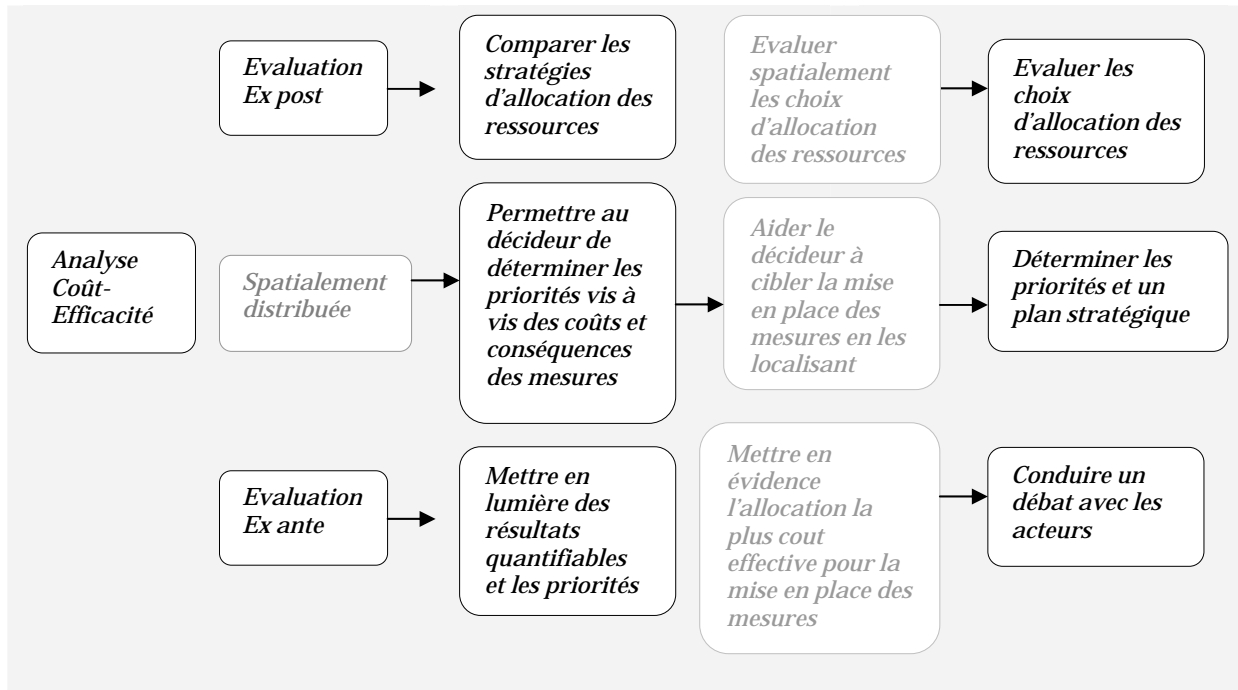 Evaluation
Ex post
Comparer les
stratégies
d'allocation des
ressources
Evaluer
spatialement
les choix
d'allocation
des ressources
Evaluer les
choix
d'allocation des
ressources
Analyse
Coût-
Efficacité
Spatialement
distribuée
Permettre au
décideur de
déterminer les
priorités vis à
vis des coûts et
conséquences
des mesures
Aider le
décideur à
cibler la mise
en place des
mesures en les
localisant
Déterminer les
priorités et un
plan stratégique
Evaluation
Ex ante
Mettre en
lumière des
résultats
quantifiables
et les priorités
Mettre en
évidence
l'allocation la
plus cout
effective pour la
mise en place des
mesures
Conduire un
débat avec les
acteurs